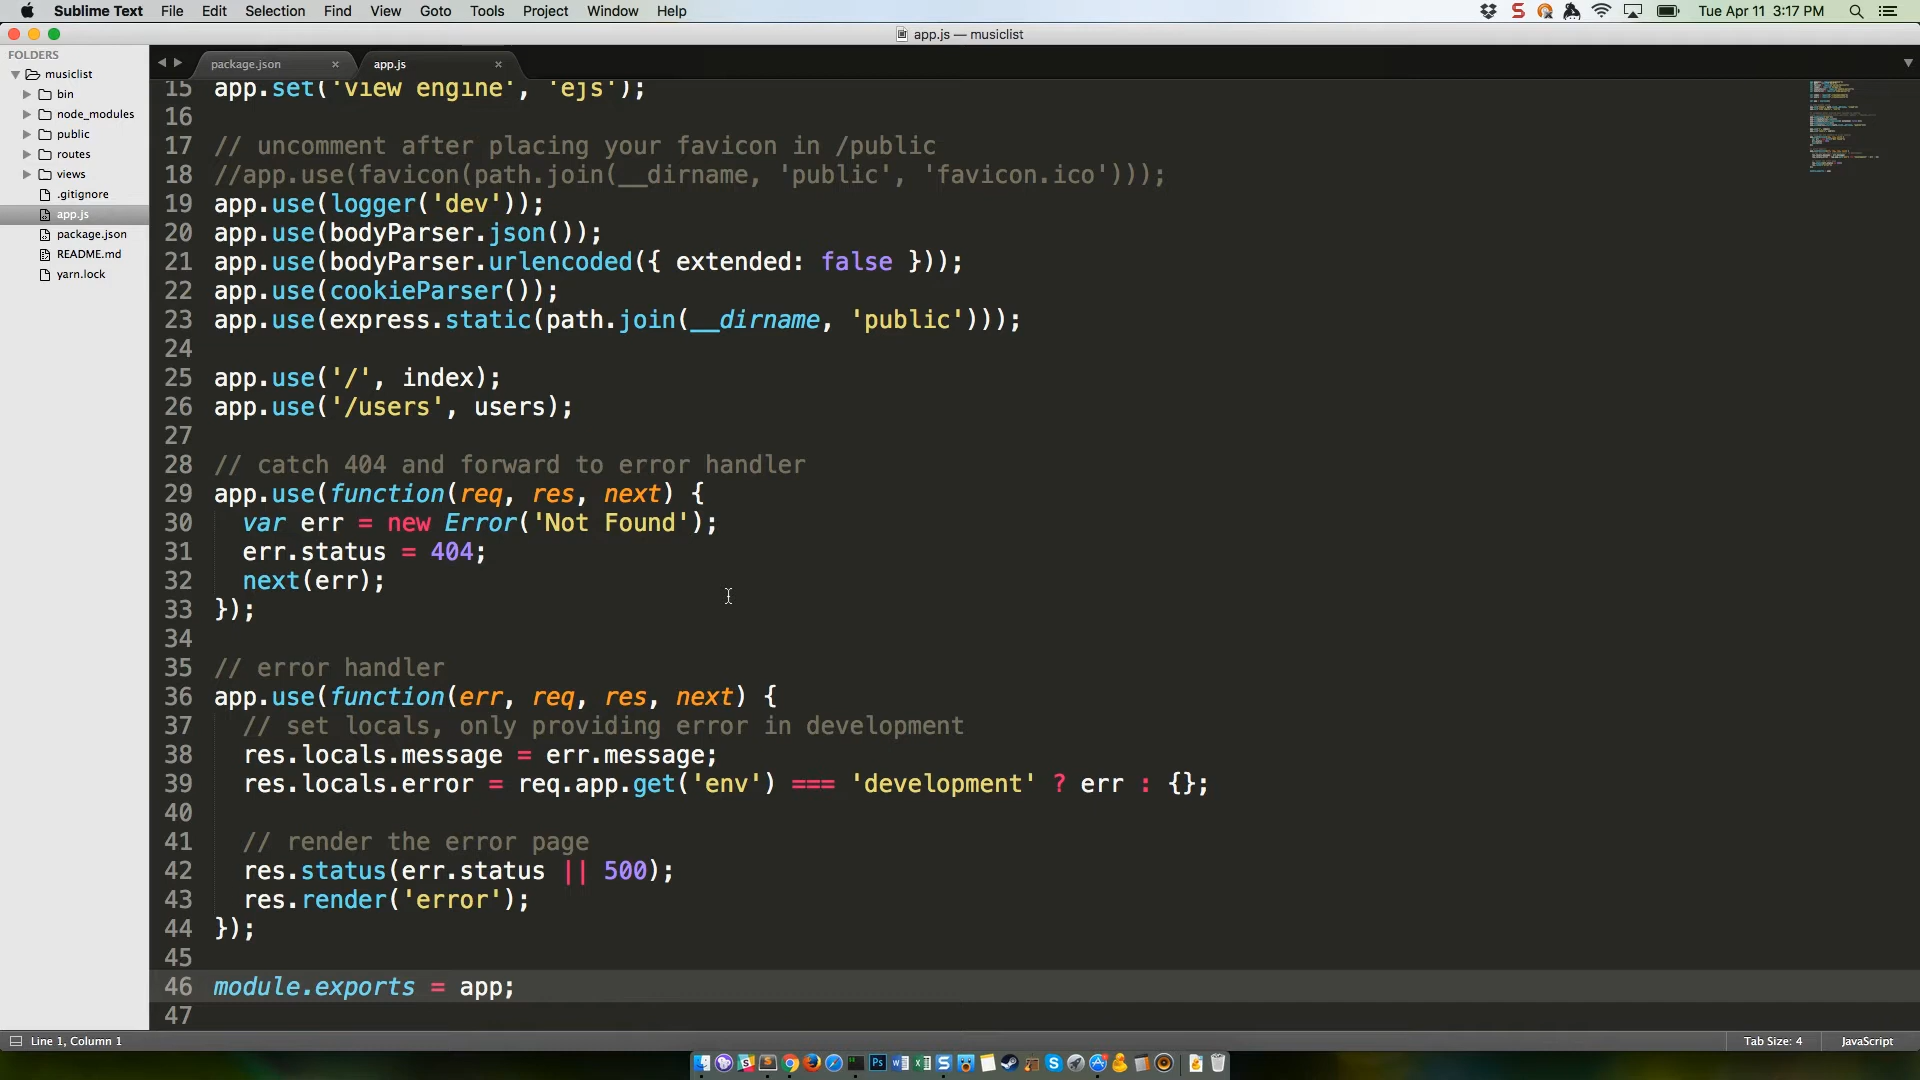 Sublime Text File Edit Selection Find View Goto Tools Project Window Help
Tue Apr 11 3:17 PM
app.js — musiclist
FOLDERS
musiclist
bin
node_modules
public
routes
views
.gitignore
app.js
package.json
README.md
yarn.lock
package.json × app.js ×
15 app.set('view engine', 'ejs');
16
17 // uncomment after placing your favicon in /public
18 //app.use(favicon(path.join(__dirname, 'public', 'favicon.ico')));
19 app.use(logger('dev'));
20 app.use(bodyParser.json());
21 app.use(bodyParser.urlencoded({ extended: false }));
22 app.use(cookieParser());
23 app.use(express.static(path.join(__dirname, 'public')));
24
25 app.use('/', index);
26 app.use('/users', users);
27
28 // catch 404 and forward to error handler
29 app.use(function(req, res, next) {
30   var err = new Error('Not Found');
31   err.status = 404;
32   next(err);
33 });
34
35 // error handler
36 app.use(function(err, req, res, next) {
37   // set locals, only providing error in development
38   res.locals.message = err.message;
39   res.locals.error = req.app.get('env') === 'development' ? err : {};
40
41   // render the error page
42   res.status(err.status || 500);
43   res.render('error');
44 });
45
46 module.exports = app;
47
Line 1, Column 1
Tab Size: 4 JavaScript